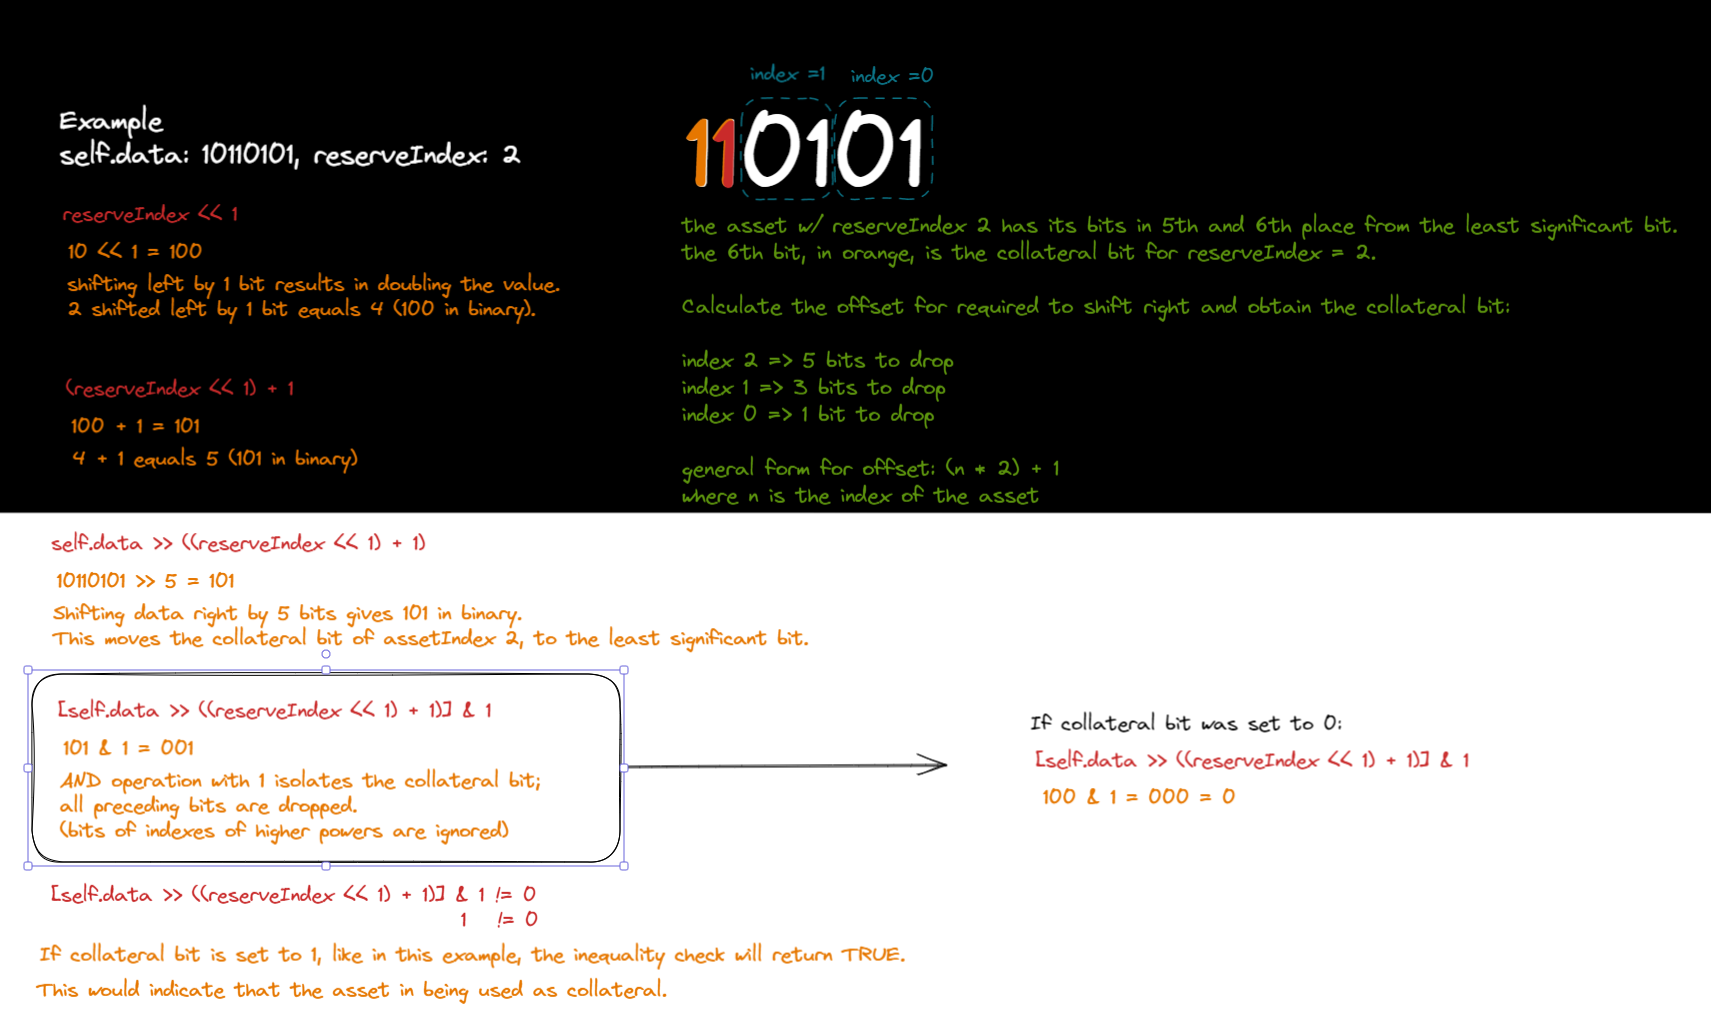 Example
self.data: 10110101, reserveIndex: 2
reserveIndex << 1
10 << 1 = 100
shifting left by 1 bit results in doubling the value.
2 shifted left by 1 bit equals 4 (100 in binary).
(reserveIndex << 1) + 1
100 + 1 = 101
4 + 1 equals 5 (101 in binary)
index =1 index =0
110101
the asset w/ reserveIndex 2 has its bits in 5th and 6th place from the least significant bit.
the 6th bit, in orange, is the collateral bit for reserveIndex = 2.
Calculate the offset for required to shift right and obtain the collateral bit:
index 2 => 5 bits to drop
index 1 => 3 bits to drop
index 0 => 1 bit to drop
general form for offset: (n * 2) + 1
where n is the index of the asset
self.data >> ((reserveIndex << 1) + 1)
10110101 >> 5 = 101
Shifting data right by 5 bits gives 101 in binary.
This moves the collateral bit of assetIndex 2, to the least significant bit.
[self.data >> ((reserveIndex << 1) + 1)] & 1
101 & 1 = 001
AND operation with 1 isolates the collateral bit;
all preceding bits are dropped.
(bits of indexes of higher powers are ignored)
If collateral bit was set to 0:
[self.data >> ((reserveIndex << 1) + 1)] & 1
100 & 1 = 000 = 0
[self.data >> ((reserveIndex << 1) + 1)] & 1 != 0
1 != 0
If collateral bit is set to 1, like in this example, the inequality check will return TRUE.
This would indicate that the asset in being used as collateral.